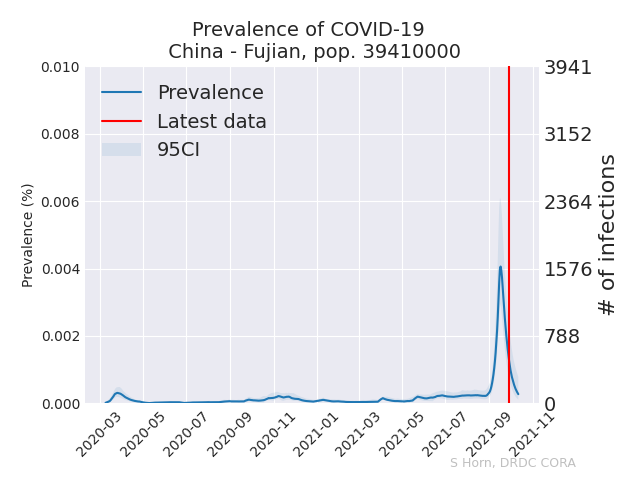 Prevalence of COVID-19
China - Fujian, pop. 39410000
Prevalence
Latest data
95CI
Prevalence (%)
0.010
0.008
0.006
0.004
0.002
0.000
3941
3152
2364
1576
788
0
# of infections
2020-03
2020-05
2020-07
2020-09
2020-11
2021-01
2021-03
2021-05
2021-07
2021-09
2021-11
S Horn, DRDC CORA